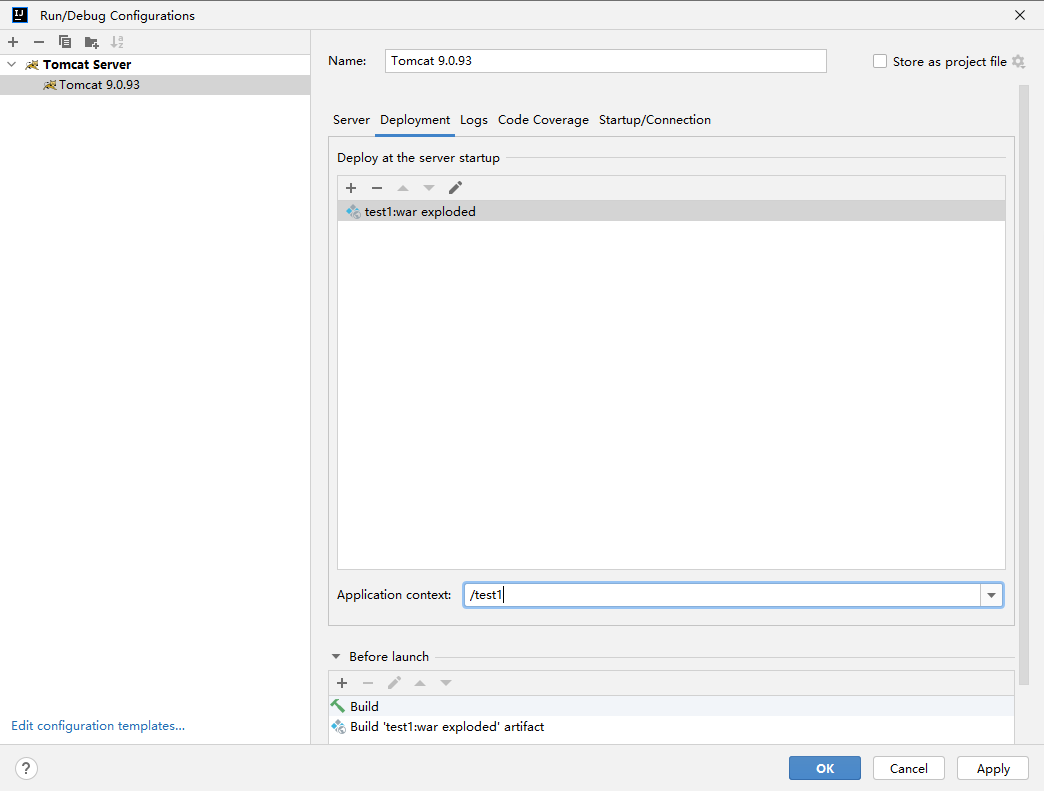 Run/Debug Configurations
Tomcat Server
Tomcat 9.0.93
Edit configuration templates...
Name: Tomcat 9.0.93 Store as project file
Server Deployment Logs Code Coverage Startup/Connection
Deploy at the server startup
test1:war exploded
Application context: /test1
Before launch
Build
Build 'test1:war exploded' artifact
? OK Cancel Apply